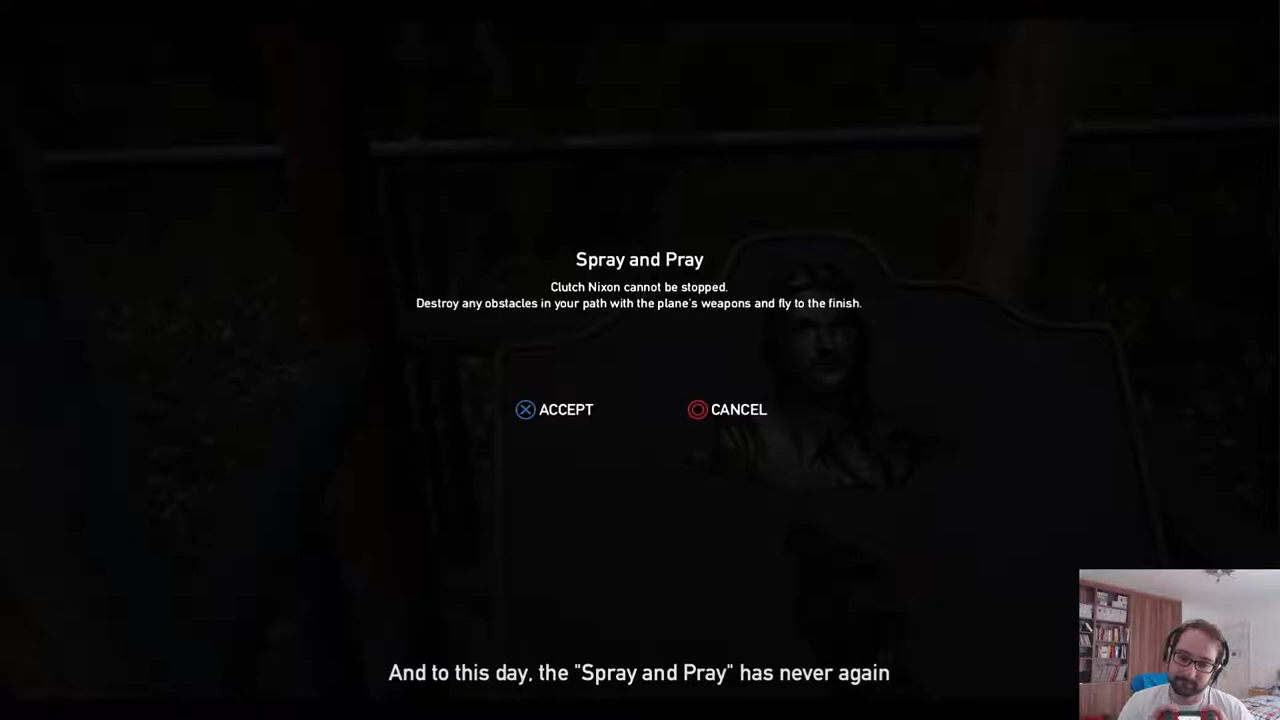 Spray and Pray
Clutch Nixon cannot be stopped.
Destroy any obstacles in your path with the plane's weapons and fly to the finish.
ACCEPT CANCEL
And to this day, the "Spray and Pray" has never again